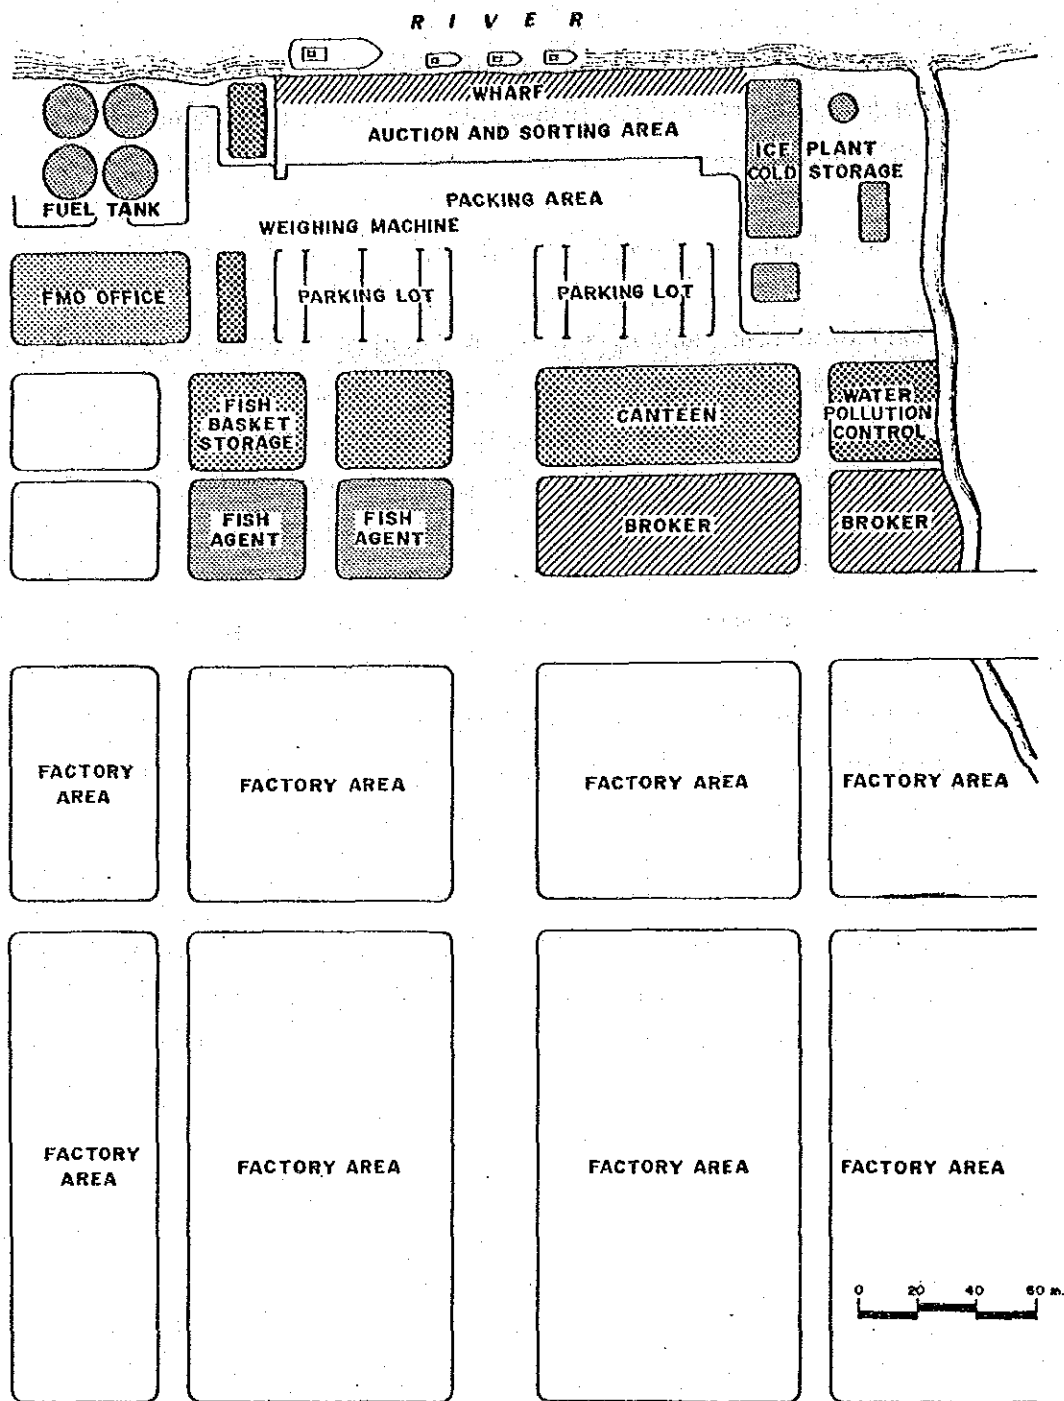 RIVER
WHARF
AUCTION AND SORTING AREA
ICE PLANT
COLD STORAGE
PACKING AREA
FUEL TANK
WEIGHING MACHINE
FMO OFFICE
PARKING LOT
PARKING LOT
FISH
BASKET
STORAGE
CANTEEN
WATER
POLLUTION
CONTROL
FISH
AGENT
FISH
AGENT
BROKER
BROKER
FACTORY
AREA
FACTORY AREA
FACTORY AREA
FACTORY AREA
FACTORY
AREA
FACTORY AREA
FACTORY AREA
FACTORY AREA
0 20 40 60 m.